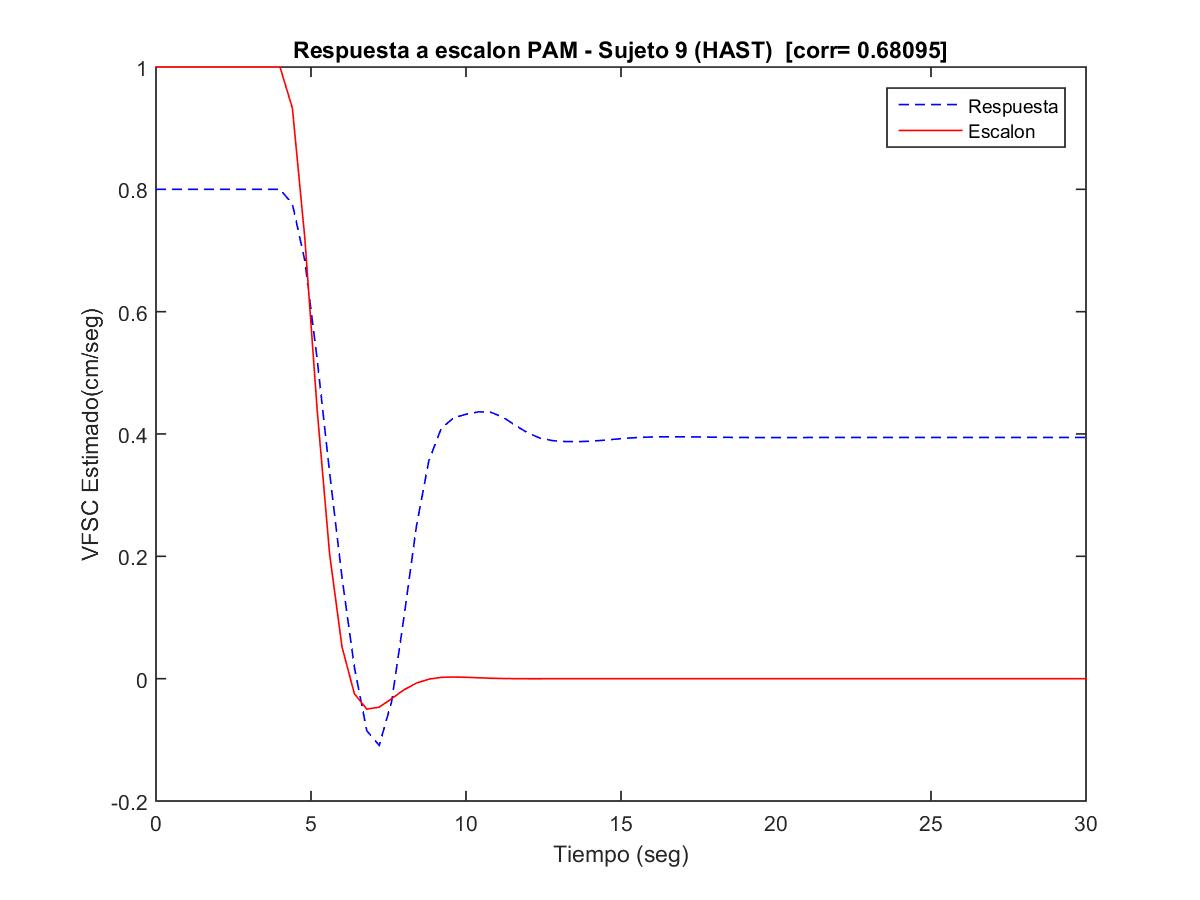 Respuesta a escalon PAM - Sujeto 9 (HAST) [corr= 0.68095]
Respuesta
Escalon
VFSC Estimado(cm/seg)
1
0.8
0.6
0.4
0.2
0
-0.2
0 5 10 15 20 25 30
Tiempo (seg)